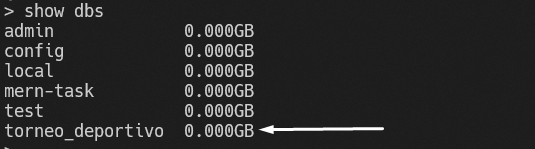 > show dbs
admin 0.000GB
config 0.000GB
local 0.000GB
mern-task 0.000GB
test 0.000GB
torneo_deportivo 0.000GB
>